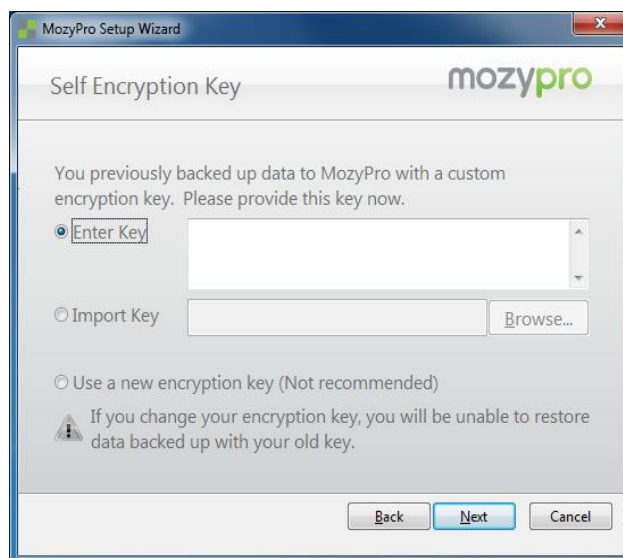 MozyPro Setup Wizard
Self Encryption Key
mozypro
You previously backed up data to MozyPro with a custom
encryption key. Please provide this key now.
Enter Key
Import Key
Browse...
Use a new encryption key (Not recommended)
If you change your encryption key, you will be unable to restore
data backed up with your old key.
Back Next Cancel